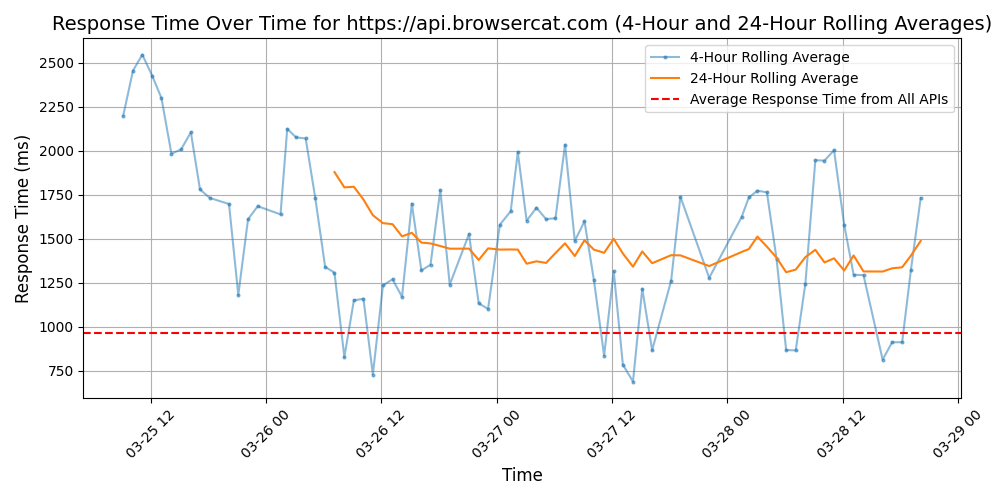 Response Time Over Time for https://api.browsercat.com (4-Hour and 24-Hour Rolling Averages)
4-Hour Rolling Average
24-Hour Rolling Average
Average Response Time from All APIs
Response Time (ms)
2500
2250
2000
1750
1500
1250
1000
750
03-25 12
03-26 00
03-26 12
03-27 00
03-27 12
03-28 00
03-28 12
03-29 00
Time